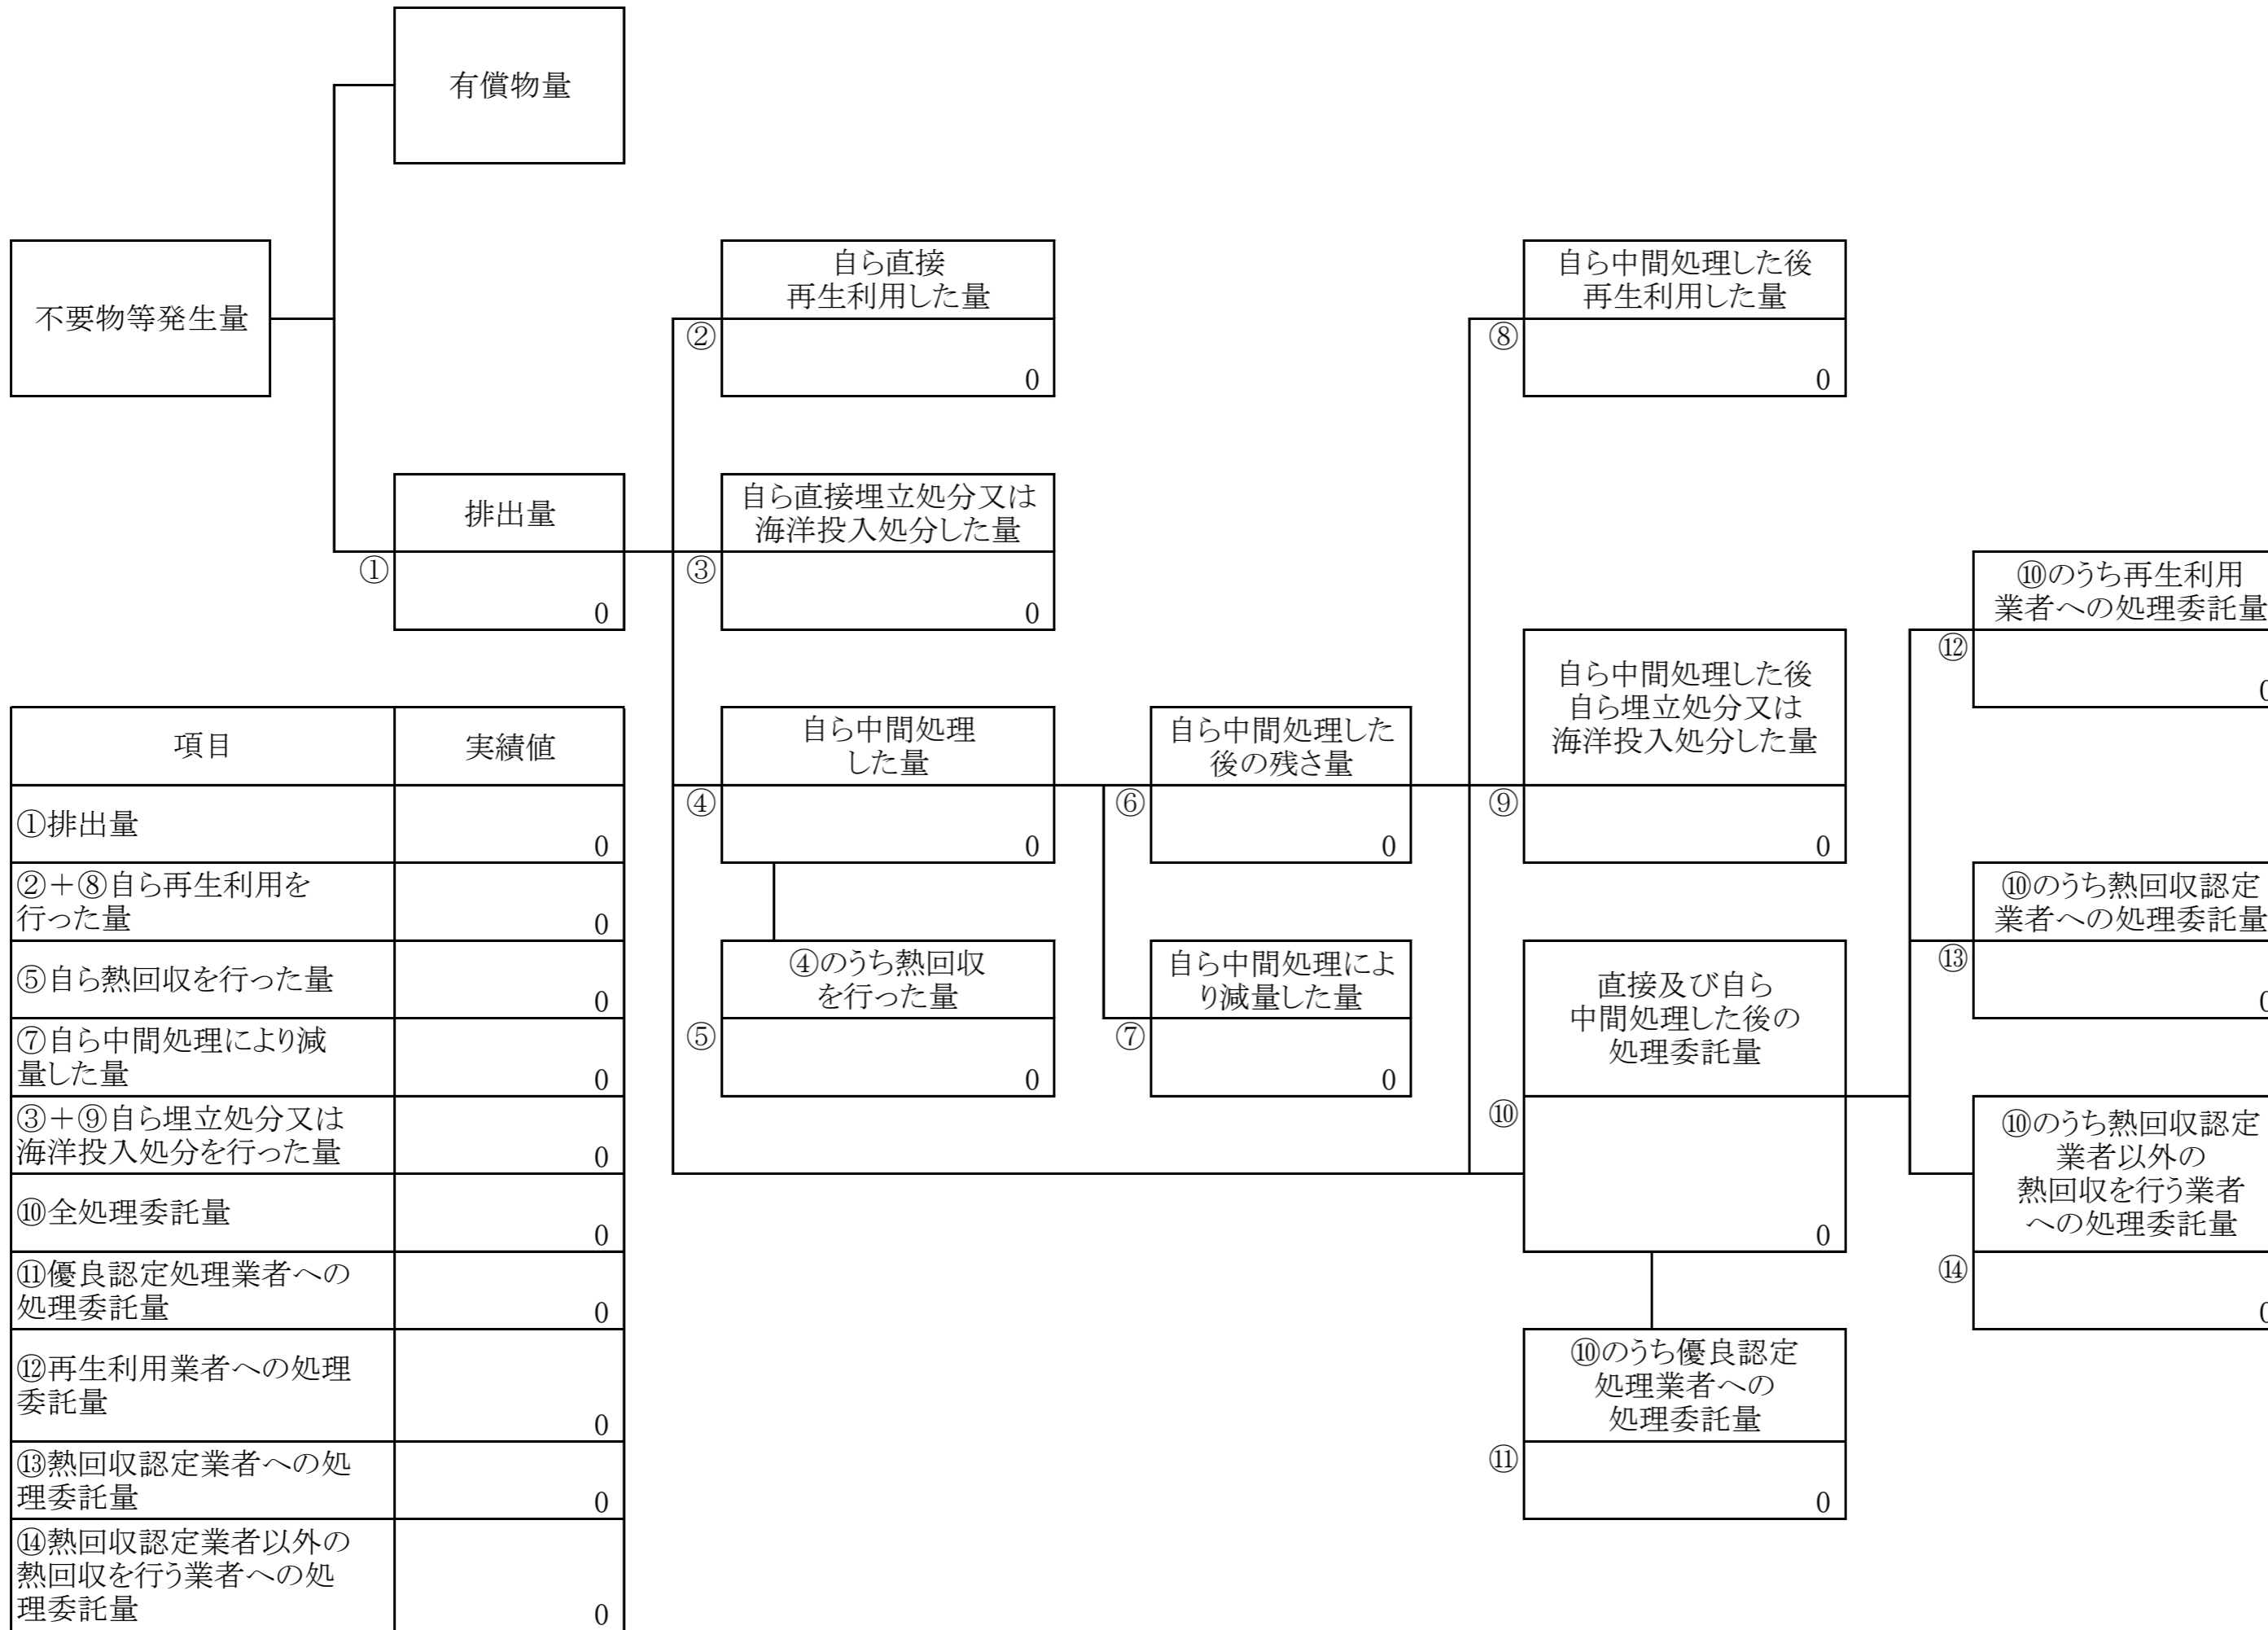 有償物量
不要物等発生量
自ら直接
再生利用した量
②
0
自ら中間処理した後
再生利用した量
⑧
0
排出量
①
0
自ら直接埋立処分又は
海洋投入処分した量
③
0
⑩のうち再生利用
業者への処理委託量
⑫
0
自ら中間処理した
後の残さ量
⑥
0
自ら中間処理
した量
④
0
自ら中間処理した後
自ら埋立処分又は
海洋投入処分した量
⑨
0
⑩のうち熱回収認定
業者への処理委託量
⑬
0
④のうち熱回収
を行った量
⑤
0
自ら中間処理によ
り減量した量
⑦
0
直接及び自ら
中間処理した後の
処理委託量
⑩
0
⑩のうち熱回収認定
業者以外の
熱回収を行う業者
への処理委託量
⑭
0
⑩のうち優良認定
処理業者への
処理委託量
⑪
0
項目 実績値
①排出量
0
②+⑧自ら再生利用を
行った量
0
⑤自ら熱回収を行った量
0
⑦自ら中間処理により減
量した量
0
③+⑨自ら埋立処分又は
海洋投入処分を行った量
0
⑩全処理委託量
0
⑪優良認定処理業者への
処理委託量
0
⑫再生利用業者への処理
委託量
0
⑬熱回収認定業者への処
理委託量
0
⑭熱回収認定業者以外の
熱回収を行う業者への処
理委託量
0